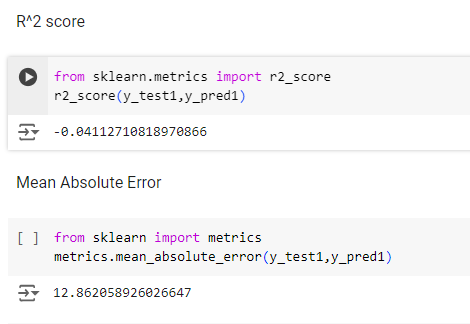 R^2 score
from sklearn.metrics import r2_score
r2_score(y_test1,y_pred1)
-0.04112710818970866
Mean Absolute Error
[ ] from sklearn import metrics
metrics.mean_absolute_error(y_test1,y_pred1)
12.862058926026647